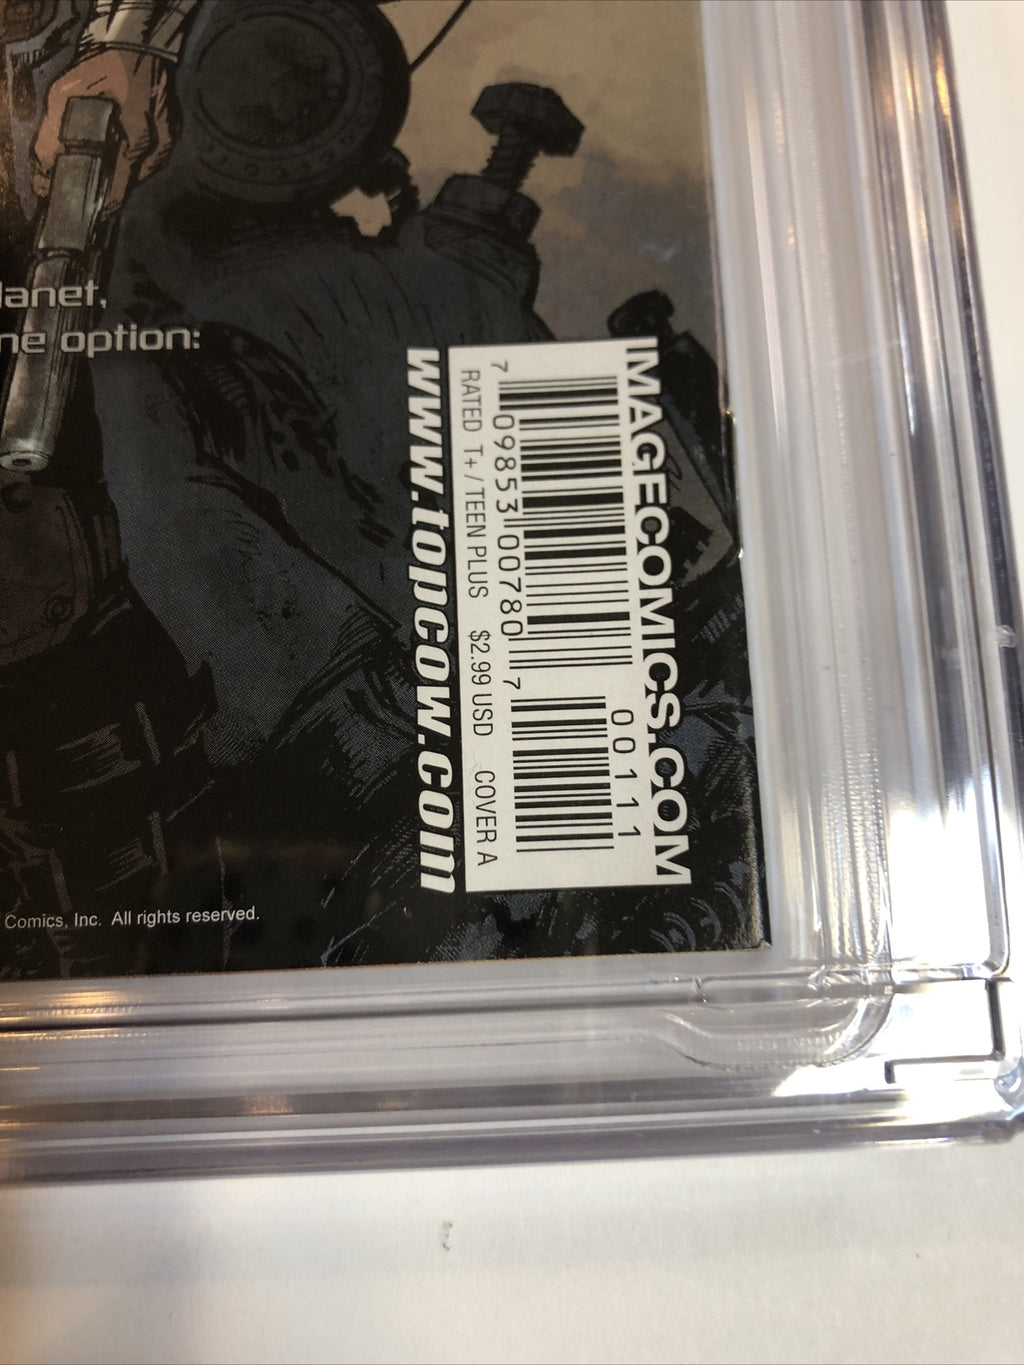 lanet,
ne option:
IMAGECOMICS.COM
00111
7 09853 00780 7
RATED T+ / TEEN PLUS $2.99 USD COVER A
www.topcow.com
Comics, Inc. All rights reserved.